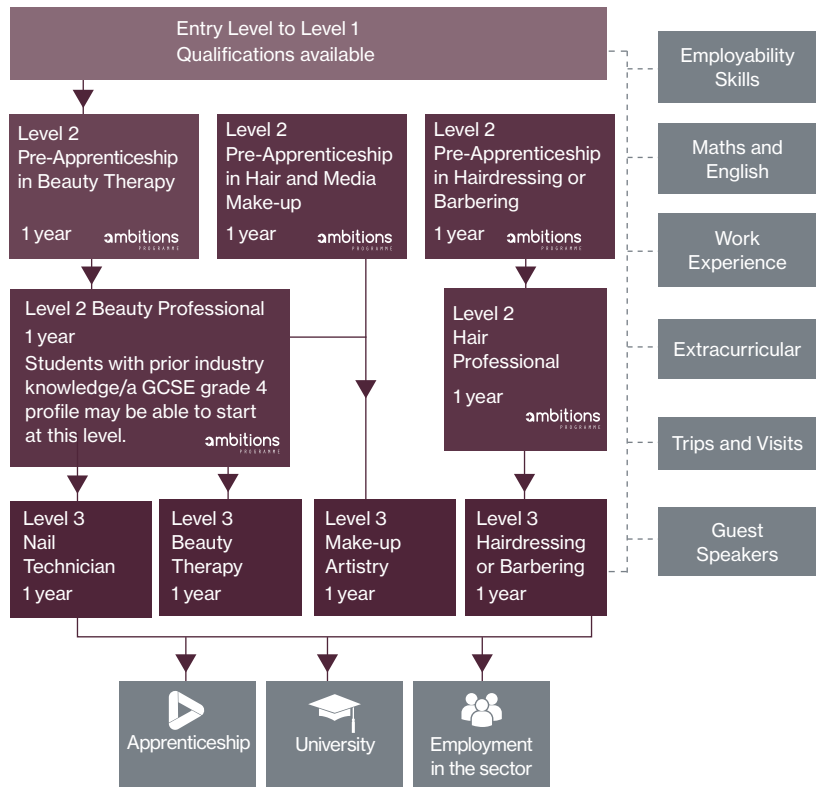 Entry Level to Level 1
Qualifications available
Level 2
Pre-Apprenticeship
in Beauty Therapy
1 year
ambitions
PROGRAMME
Level 2
Pre-Apprenticeship
in Hair and Media
Make-up
1 year
ambitions
PROGRAMME
Level 2
Pre-Apprenticeship
in Hairdressing or
Barbering
1 year
ambitions
PROGRAMME
Level 2 Beauty Professional
1 year
Students with prior industry
knowledge/a GCSE grade 4
profile may be able to start
at this level.
ambitions
PROGRAMME
Level 2
Hair
Professional
1 year
ambitions
PROGRAMME
Level 3
Nail
Technician
1 year
Level 3
Beauty
Therapy
1 year
Level 3
Make-up
Artistry
1 year
Level 3
Hairdressing
or Barbering
1 year
Apprenticeship
University
Employment
in the sector
Employability
Skills
Maths and
English
Work
Experience
Extracurricular
Trips and Visits
Guest
Speakers